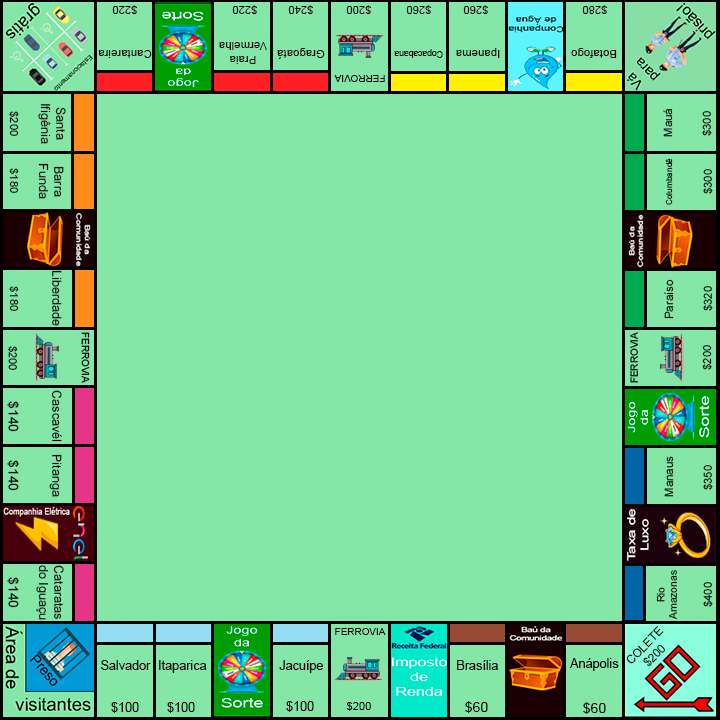 Estacionamento
grátis
Cantareira
$220
Sorte
da
Jogo
Praia
Vermelha
$220
Gragoatá
$240
$200
FERROVIA
Copacabana
$260
Ipanema
$260
Companhia
de Água
Botafogo
$280
Vá
para
prisão!
Santa
Ifigênia
$200
Barra
Funda
$180
Baú da
Comunidade
Liberdade
$180
FERROVIA
$200
Cascavél
$140
Pitanga
$140
Companhia Elétrica
enel
Cataratas
do Iguaçu
$140
Mauá
$300
Columbandê
$300
Baú da
Comunidade
Paraíso
$320
FERROVIA
$200
Jogo
da
Sorte
Manaus
$350
Taxa de
Luxo
Rio
Amazonas
$400
Área de
Preso
visitantes
Salvador
$100
Itaparica
$100
Jogo
da
Sorte
Jacuípe
$100
FERROVIA
$200
Receita Federal
Imposto
de
Renda
Brasília
$60
Baú da
Comunidade
Anápolis
$60
COLETE
$200
GO